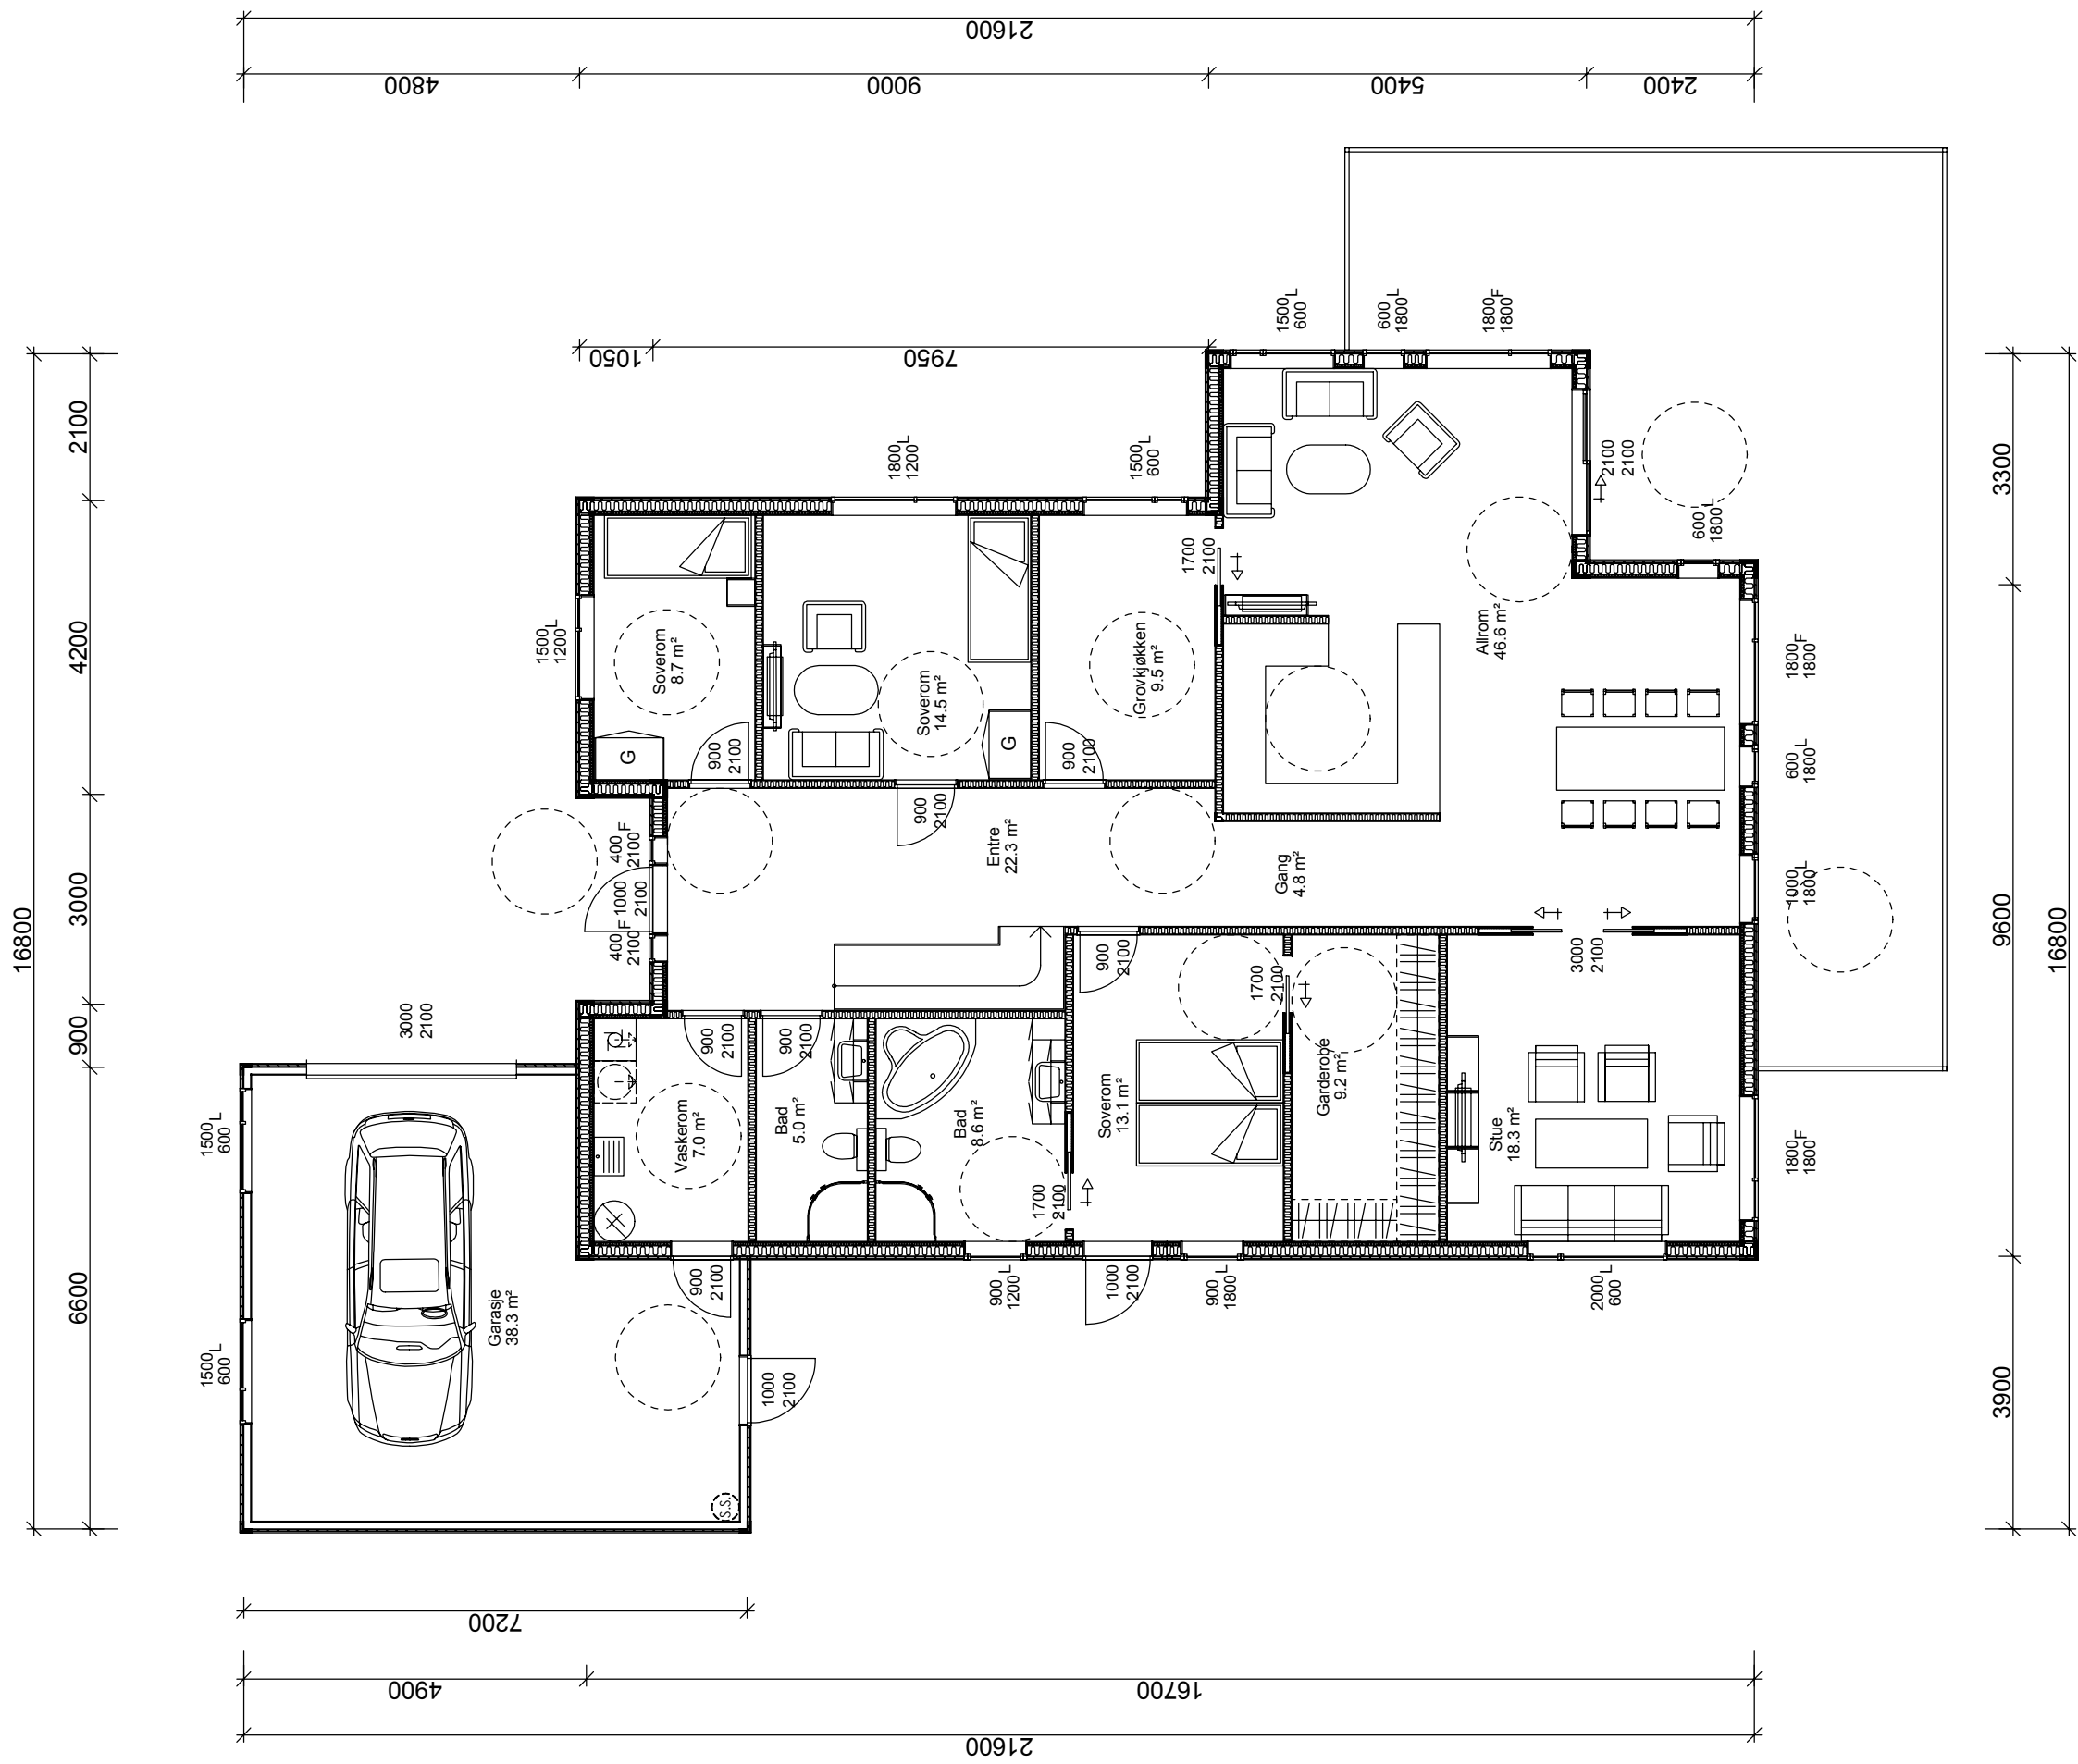 21600
4800
9000
5400
2400
16800
2100
4200
3000
900
6600
1050
7950
1500 L
600
600 L
1800
1800 F
1800
3300
9600
3900
16800
1800 L
1200
1500 L
600
2100
2100
600 L
1800
1700
2100
1500 L
1200
Soverom
8.7 m²
Soverom
14.5 m²
Grovkjøkken
9.5 m²
Allrom
46.6 m²
1800 F
1800
G
900
2100
G
900
2100
900
2100
600 L
1800
400 F
2100
1000
2100
400 F
2100
Entre
22.3 m²
Gang
4.8 m²
1000 L
1800
3000
2100
900
2100
1700
2100
3000
2100
900
2100
900
2100
1500 L
600
Vaskerom
7.0 m²
Bad
5.0 m²
Bad
8.6 m²
Soverom
13.1 m²
Garderobe
9.2 m²
Stue
18.3 m²
1800 F
1800
1700
2100
900
2100
900 L
1200
1000
2100
900 L
1800
2000 L
600
Garasje
38.3 m²
1500 L
600
1000
2100
S.S.
7200
4900
16700
21600